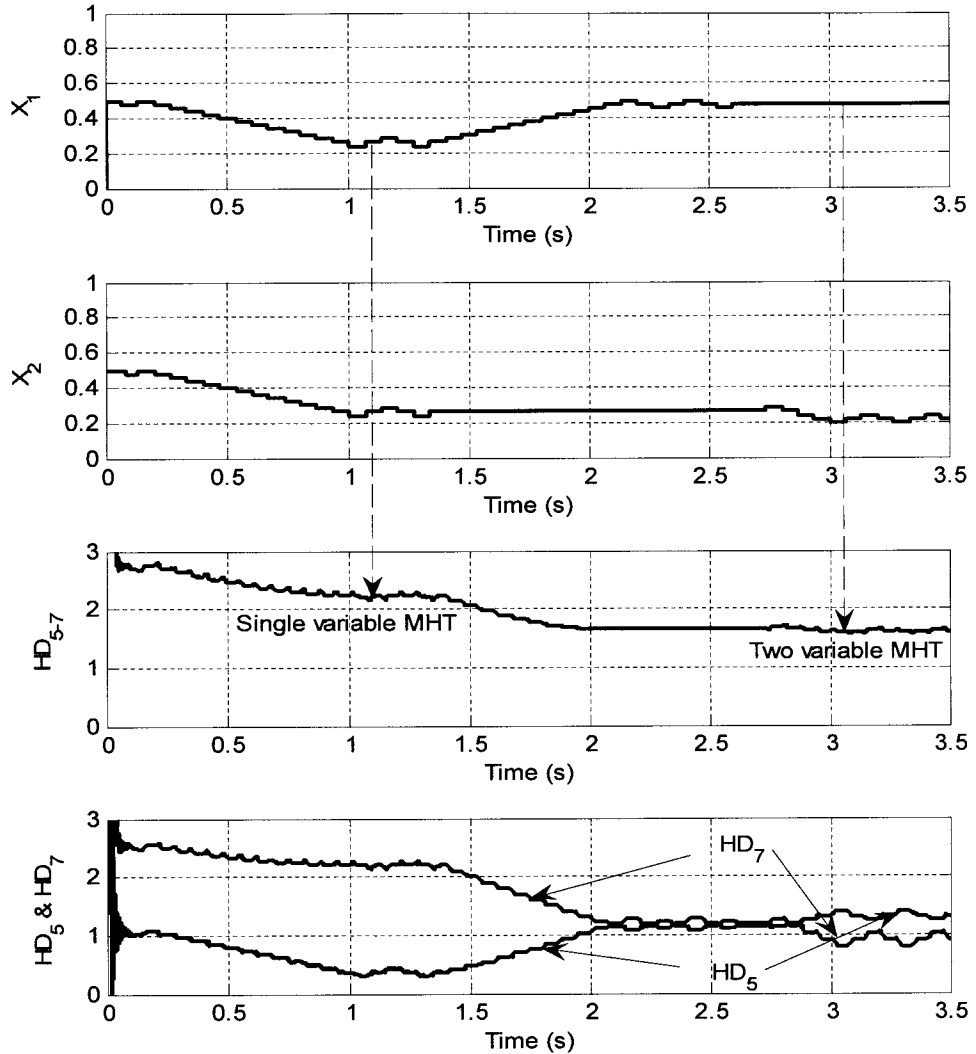 1
0.8
0.6
0.4
0.2
0
X1
0 0.5 1 1.5 2 2.5 3 3.5
Time (s)
1
0.8
0.6
0.4
0.2
0
X2
0 0.5 1 1.5 2 2.5 3 3.5
Time (s)
3
2
1
0
HD5-7
Single variable MHT
Two variable MHT
0 0.5 1 1.5 2 2.5 3 3.5
Time (s)
3
2
1
0
HD5 & HD7
HD7
HD5
0 0.5 1 1.5 2 2.5 3 3.5
Time (s)